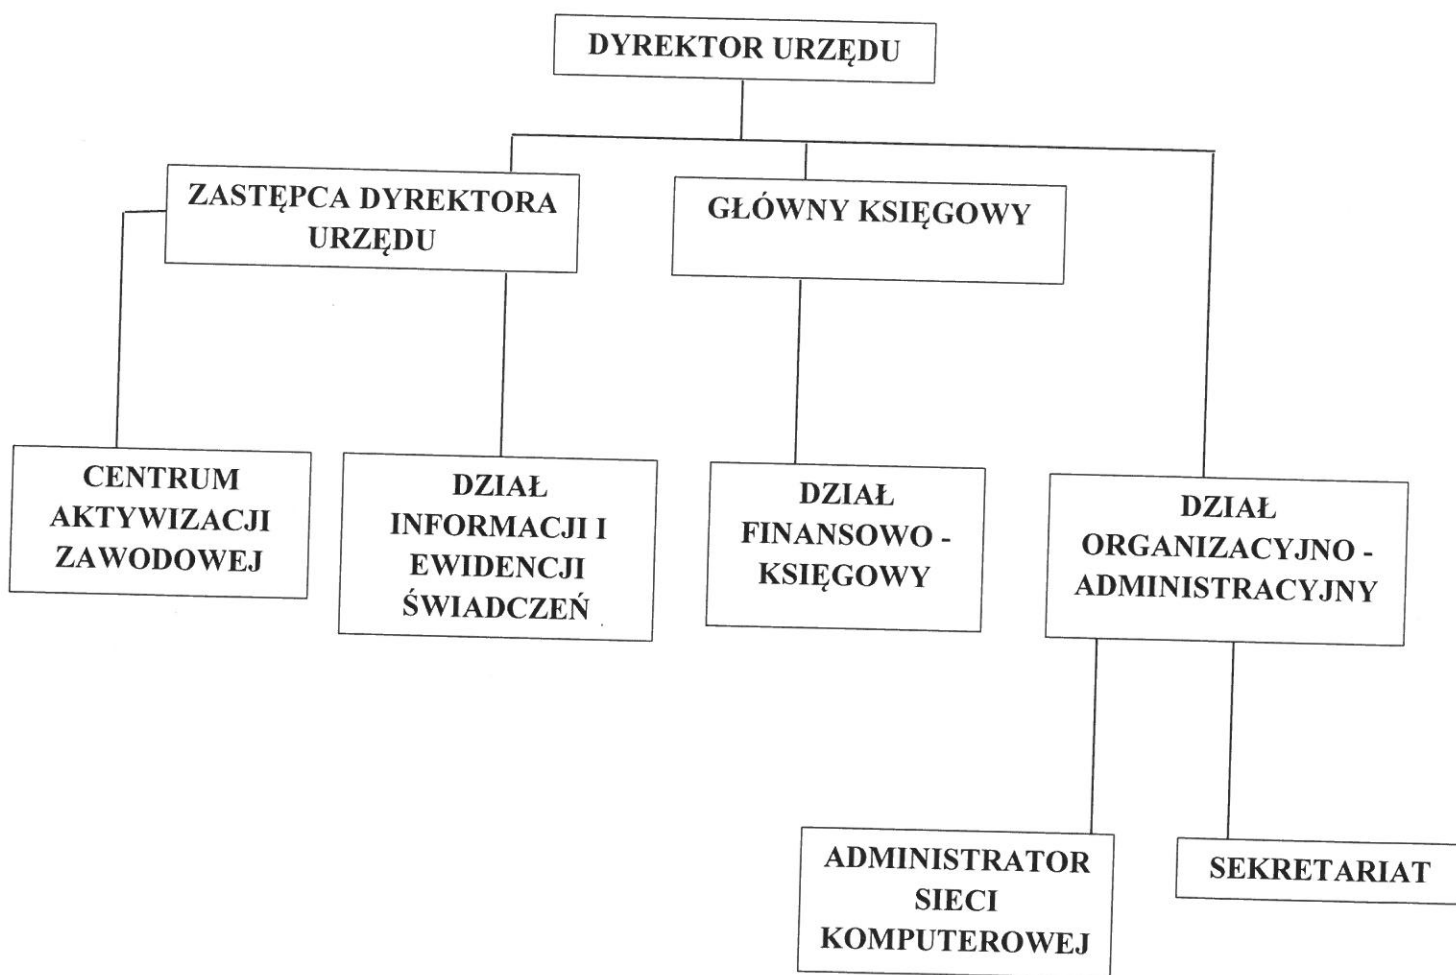 DYREKTOR URZĘDU
ZASTĘPCA DYREKTORA
URZĘDU
GŁÓWNY KSIĘGOWY
CENTRUM
AKTYWIZACJI
ZAWODOWEJ
DZIAŁ
INFORMACJI I
EWIDENCJI
ŚWIADCZEŃ
DZIAŁ
FINANSOWO -
KSIĘGOWY
DZIAŁ
ORGANIZACYJNO -
ADMINISTRACYJNY
ADMINISTRATOR
SIECI
KOMPUTEROWEJ
SEKRETARIAT